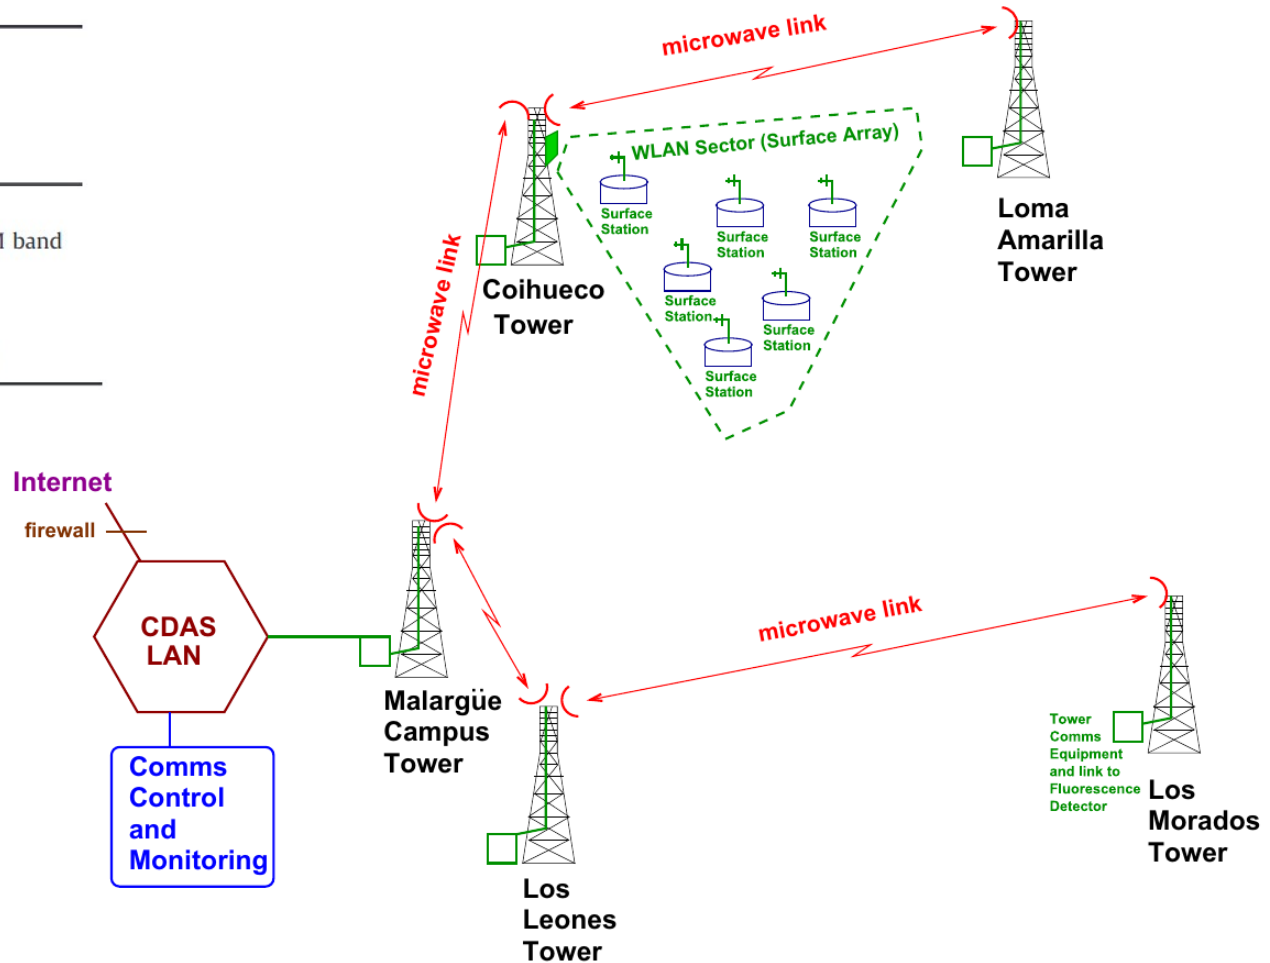 microwave link
WLAN Sector (Surface Array)
Surface
Station
Surface
Station
Surface
Station
Surface
Station
Surface
Station
Surface
Station
Loma
Amarilla
Tower
band
Coihueco
Tower
microwave link
Internet
firewall
CDAS
LAN
Malargüe
Campus
Tower
microwave link
Comms
Control
and
Monitoring
Tower
Comms
Equipment
and link to
Fluorescence
Detector
Los
Morados
Tower
Los
Leones
Tower